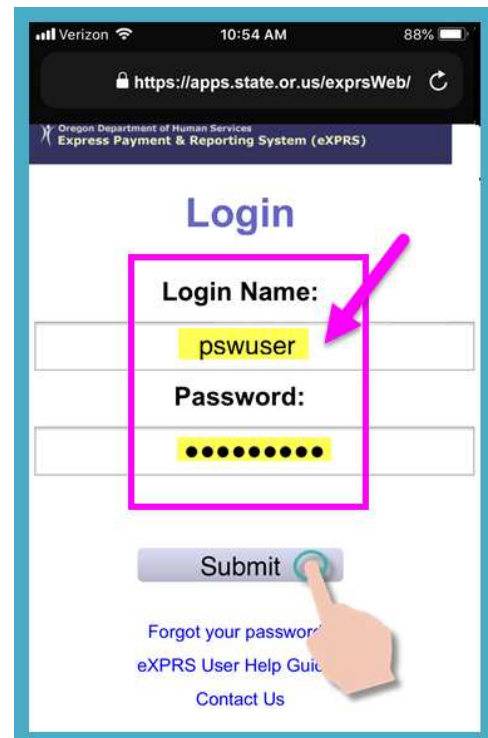 Verizon 10:54 AM 88%
https://apps.state.or.us/exprsWeb/
Oregon Department of Human Services
Express Payment & Reporting System (eXPRS)
Login
Login Name:
pswuser
Password:
●●●●●●●●●
Submit
Forgot your password
eXPRS User Help Guid
Contact Us